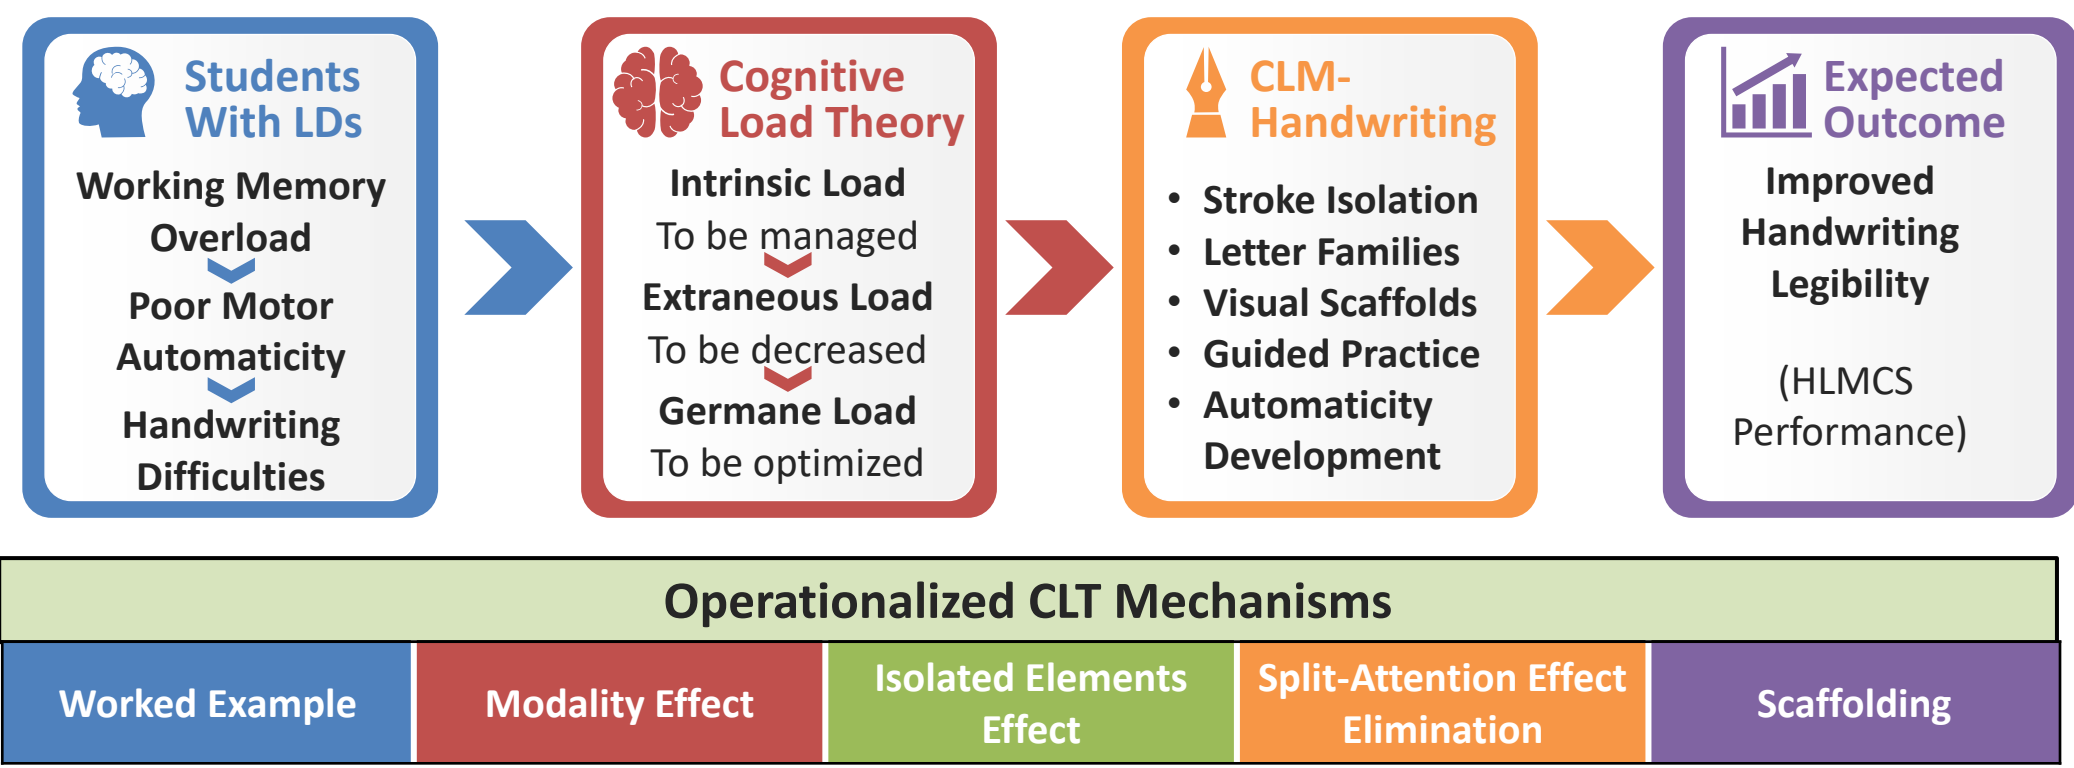 Students
With LDs
Working Memory
Overload
Poor Motor
Automaticity
Handwriting
Difficulties
Cognitive
Load Theory
Intrinsic Load
To be managed
Extraneous Load
To be decreased
Germane Load
To be optimized
CLM-
Handwriting
• Stroke Isolation
• Letter Families
• Visual Scaffolds
• Guided Practice
• Automaticity
Development
Expected
Outcome
Improved
Handwriting
Legibility
(HLMCS
Performance)
Operationalized CLT Mechanisms
Worked Example
Modality Effect
Isolated Elements
Effect
Split-Attention Effect
Elimination
Scaffolding